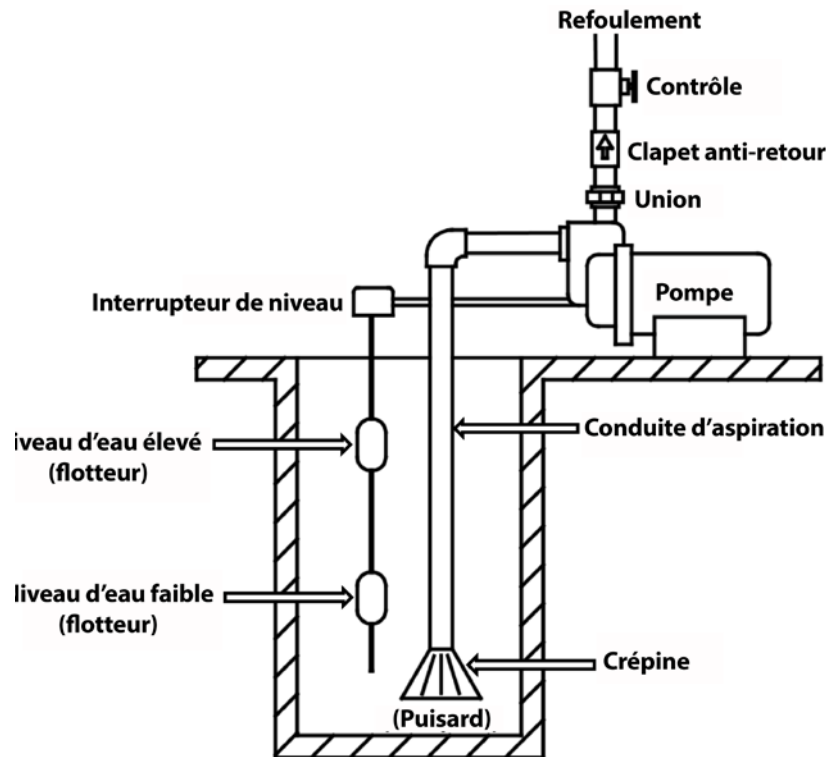 Refoulement
Contrôle
Clapet anti-retour
Union
Pompe
Interrupteur de niveau
iveau d'eau élevé
(flotteur)
Conduite d'aspiration
liveau d'eau faible
(flotteur)
Crépine
(Puisard)